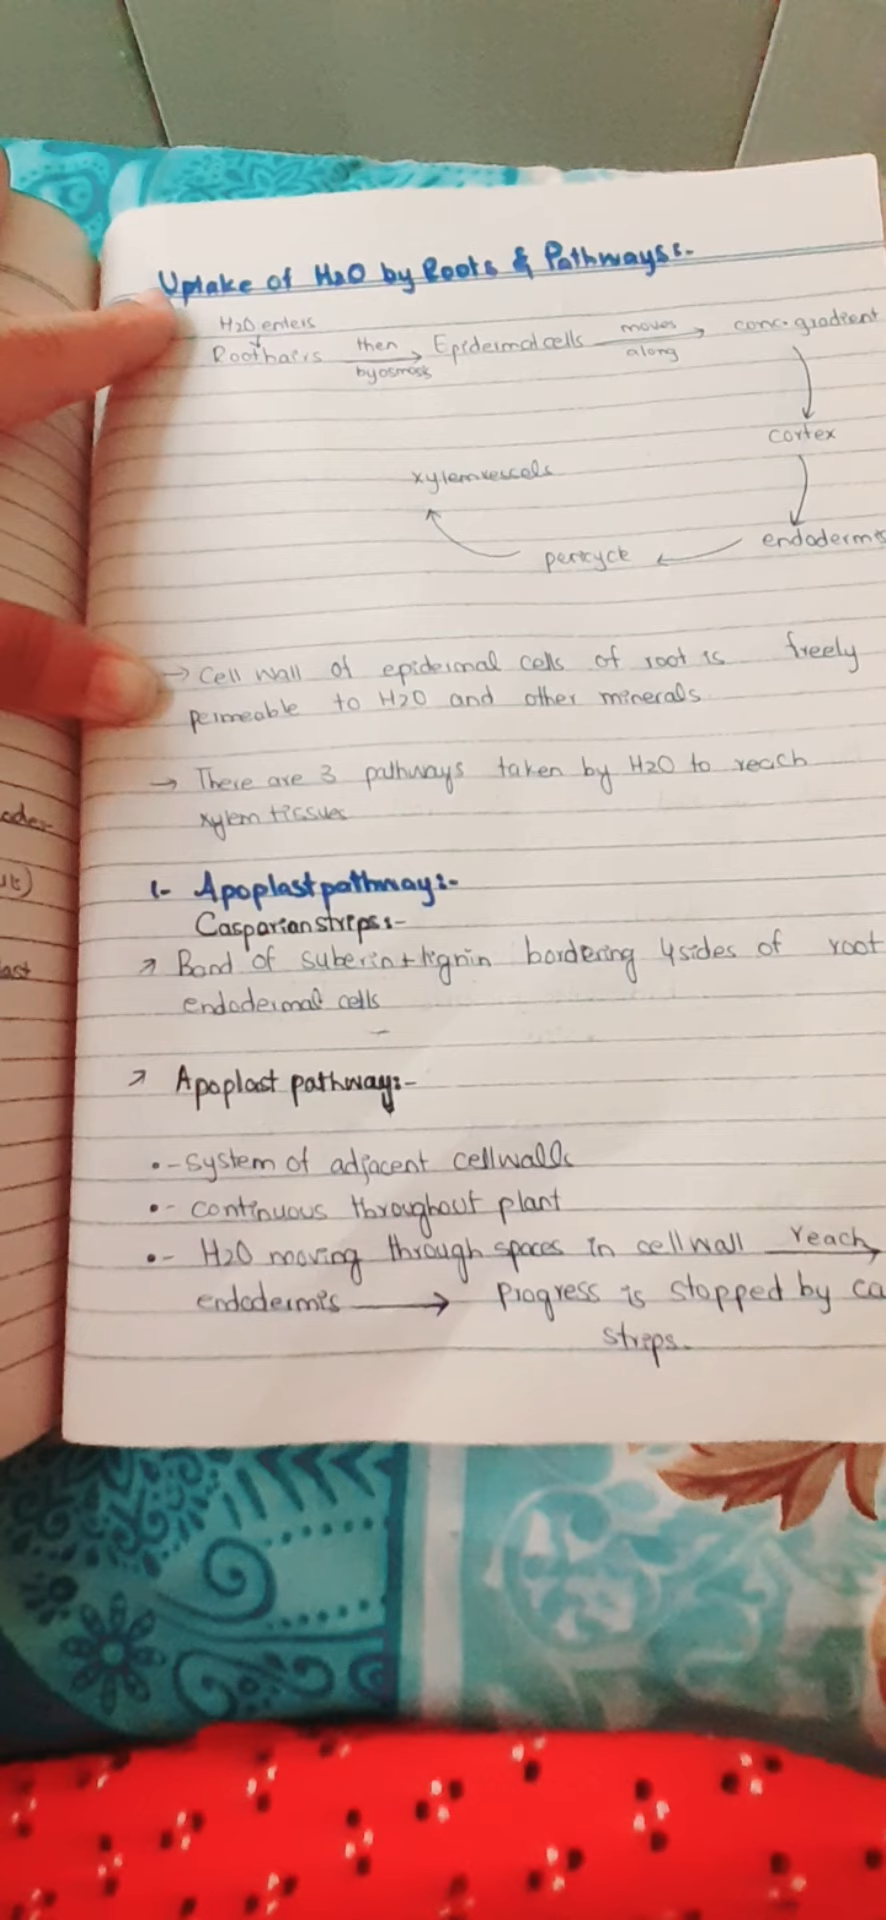 Uptake of H2O by Roots & Pathways:-
H2O enters
Roothairs then by osmosis Epidermal cells moves along conc. gradient
cortex
xylem vessels
endodermis
pericycle
→ Cell wall of epidermal cells of root is freely
permeable to H2O and other minerals
→ There are 3 pathways taken by H2O to reach
xylem tissues
1- Apoplast pathway:-
Casparian strips:-
→ Band of suberin + lignin bordering 4 sides of root
endodermal cells
→ Apoplast pathway:-
•- system of adjacent cell walls
•- continuous throughout plant
•- H2O moving through spaces in cell wall reach
endodermis → Progress is stopped by ca
strips.